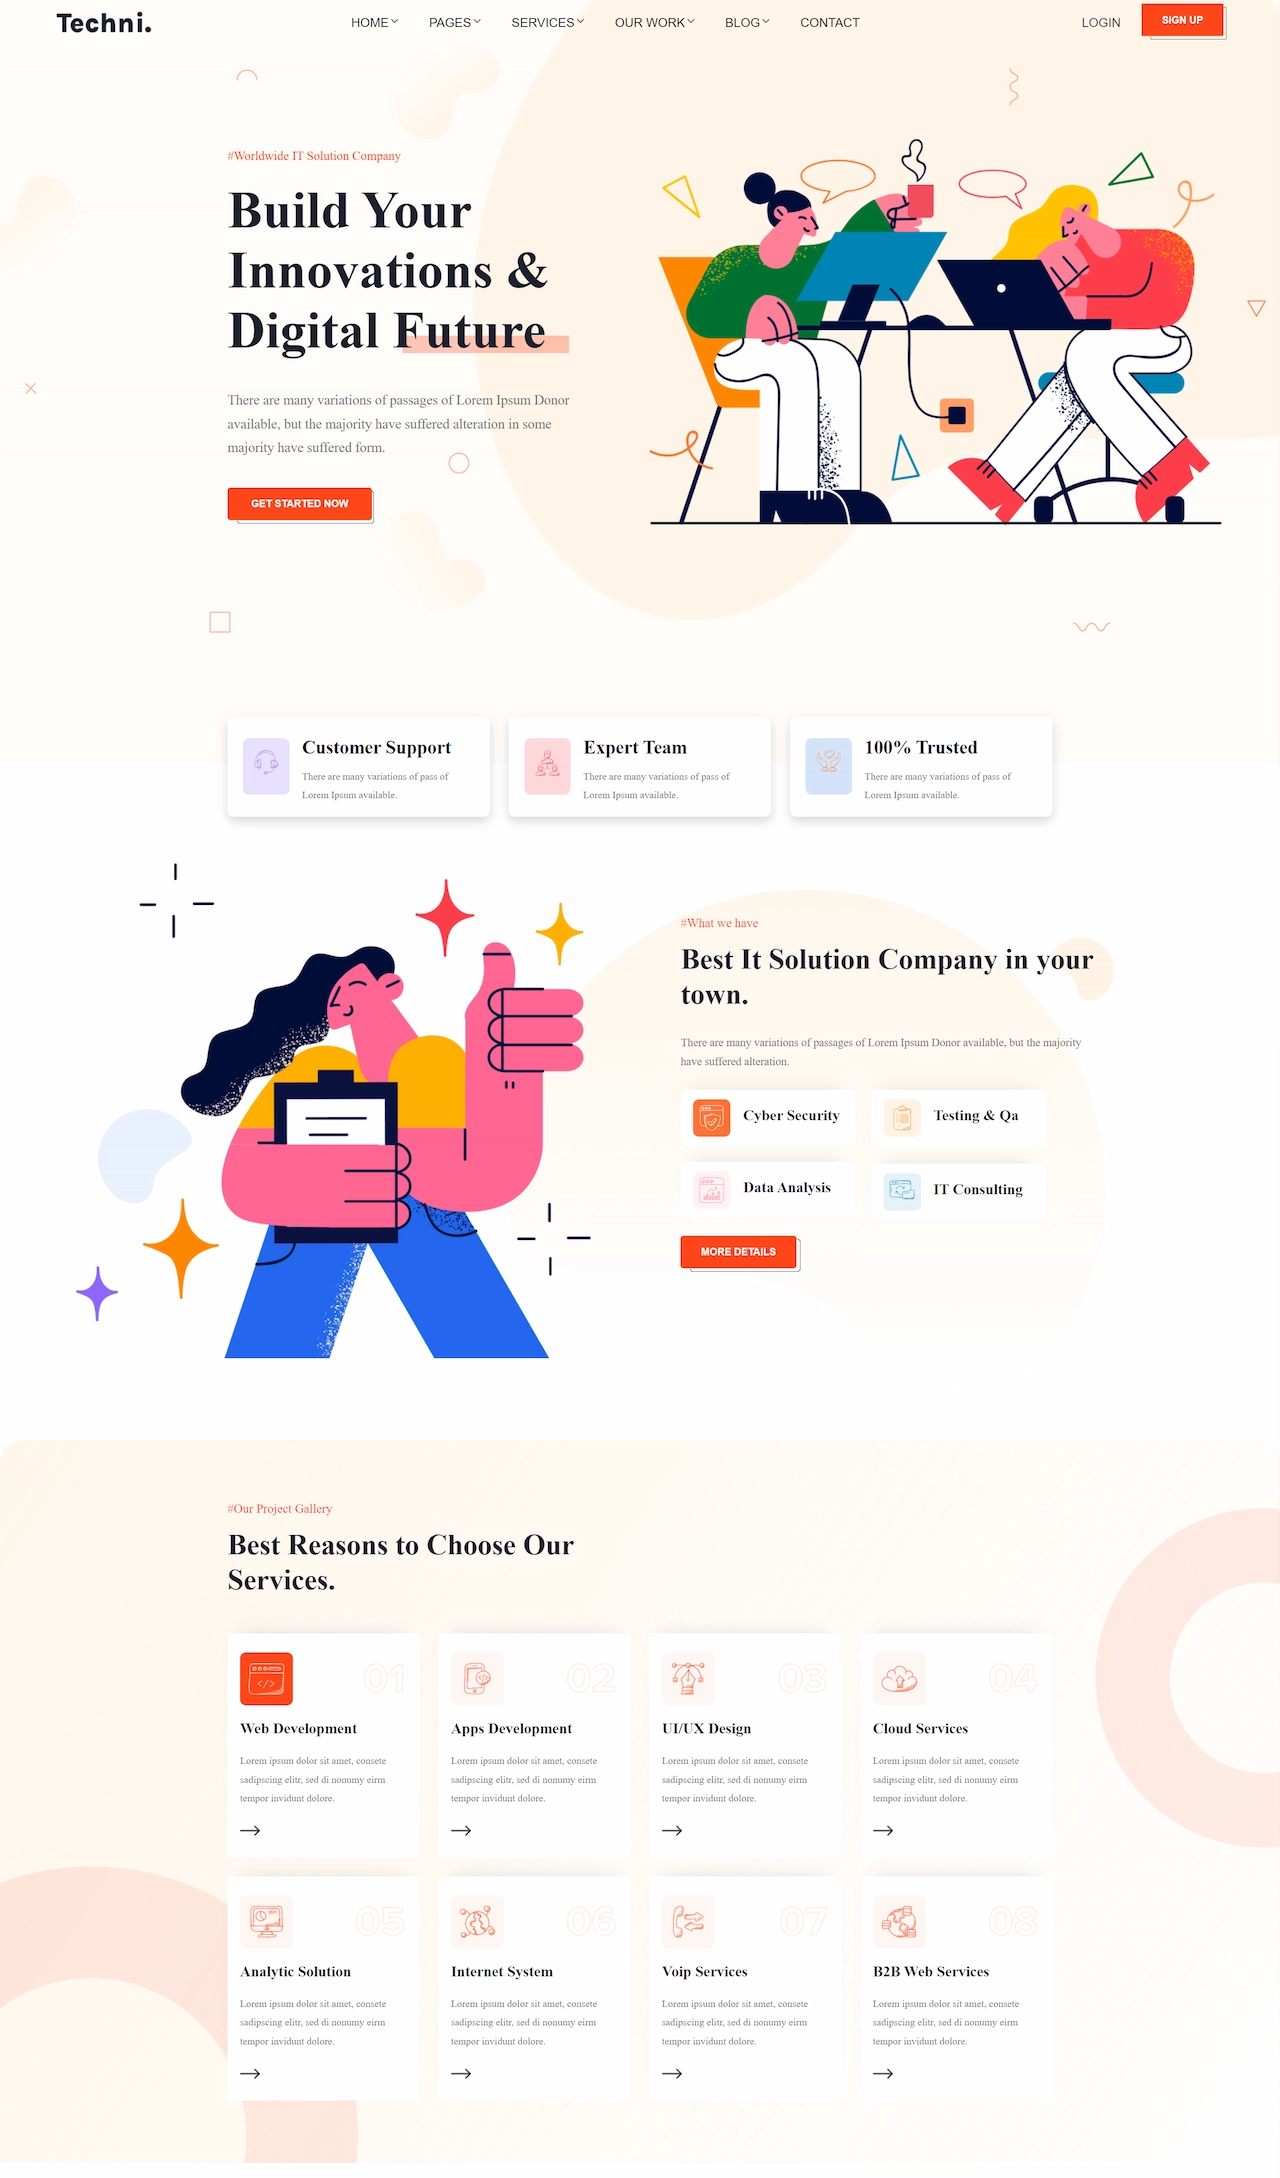 Techni.
HOME PAGES SERVICES OUR WORK BLOG CONTACT
LOGIN SIGN UP
#Worldwide IT Solution Company
Build Your
Innovations &
Digital Future
There are many variations of passages of Lorem Ipsum Donor
available, but the majority have suffered alteration in some
majority have suffered form.
GET STARTED NOW
Customer Support
There are many variations of pass of
Lorem Ipsum available.
Expert Team
There are many variations of pass of
Lorem Ipsum available.
100% Trusted
There are many variations of pass of
Lorem Ipsum available.
#What we have
Best It Solution Company in your
town.
There are many variations of passages of Lorem Ipsum Donor available, but the majority
have suffered alteration.
Cyber Security
Testing & Qa
Data Analysis
IT Consulting
MORE DETAILS
#Our Project Gallery
Best Reasons to Choose Our
Services.
01
Web Development
Lorem ipsum dolor sit amet, consete
sadipscing elitr, sed di nonumy eirm
tempor invidunt dolore.
02
Apps Development
Lorem ipsum dolor sit amet, consete
sadipscing elitr, sed di nonumy eirm
tempor invidunt dolore.
03
UI/UX Design
Lorem ipsum dolor sit amet, consete
sadipscing elitr, sed di nonumy eirm
tempor invidunt dolore.
04
Cloud Services
Lorem ipsum dolor sit amet, consete
sadipscing elitr, sed di nonumy eirm
tempor invidunt dolore.
05
Analytic Solution
Lorem ipsum dolor sit amet, consete
sadipscing elitr, sed di nonumy eirm
tempor invidunt dolore.
06
Internet System
Lorem ipsum dolor sit amet, consete
sadipscing elitr, sed di nonumy eirm
tempor invidunt dolore.
07
Voip Services
Lorem ipsum dolor sit amet, consete
sadipscing elitr, sed di nonumy eirm
tempor invidunt dolore.
08
B2B Web Services
Lorem ipsum dolor sit amet, consete
sadipscing elitr, sed di nonumy eirm
tempor invidunt dolore.